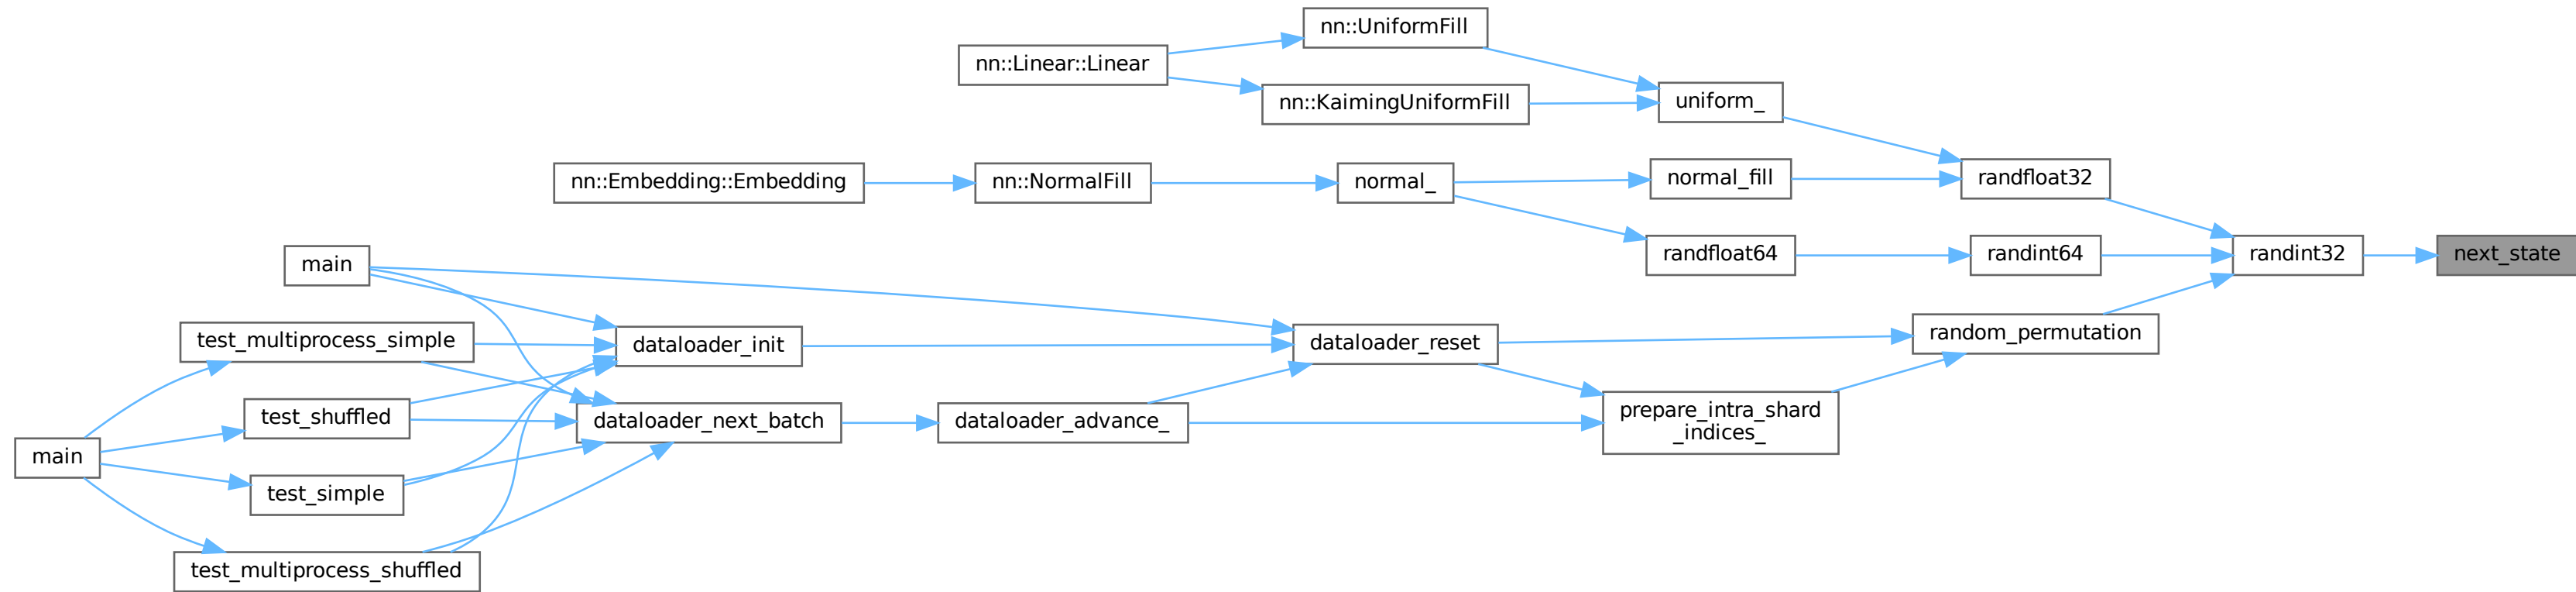 nn::UniformFill
nn::Linear::Linear
nn::KaimingUniformFill
uniform_
nn::Embedding::Embedding
nn::NormalFill
normal_
normal_fill
randfloat32
main
randfloat64
randint64
randint32
next_state
test_multiprocess_simple
dataloader_init
dataloader_reset
random_permutation
test_shuffled
dataloader_next_batch
dataloader_advance_
prepare_intra_shard
_indices_
main
test_simple
test_multiprocess_shuffled